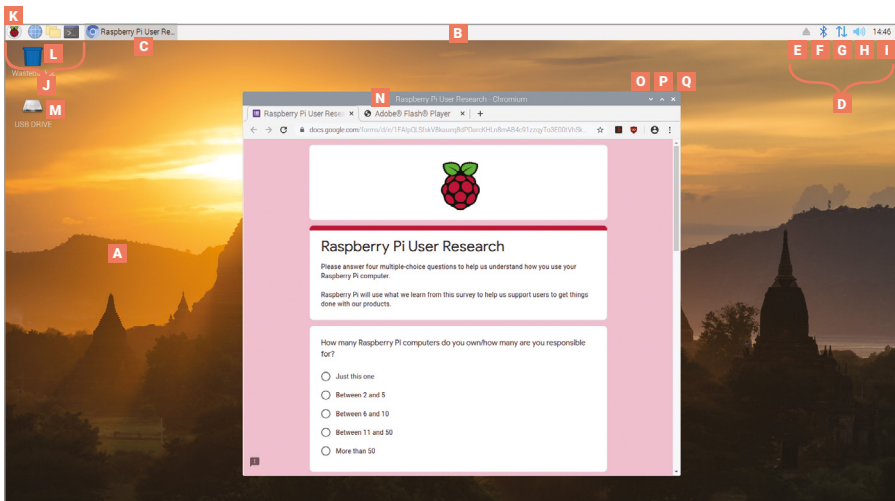 K
B
Raspberry Pi User Re..
C
L
E F G H I
14:46
Wastebasket
J
D
M
USB DRIVE
N
O P Q
Raspberry Pi User Research - Chromium
Raspberry Pi User Resea
Adobe® Flash® Player
docs.google.com/forms/d/e/
A
Raspberry Pi User Research
Please answer four multiple-choice questions to help us understand how you use your
Raspberry Pi computer.
Raspberry Pi will use what we learn from this survey to help us support users to get things
done with our products.
How many Raspberry Pi computers do you own/how many are you responsible
for?
Just this one
Between 2 and 5
Between 6 and 10
Between 11 and 50
More than 50